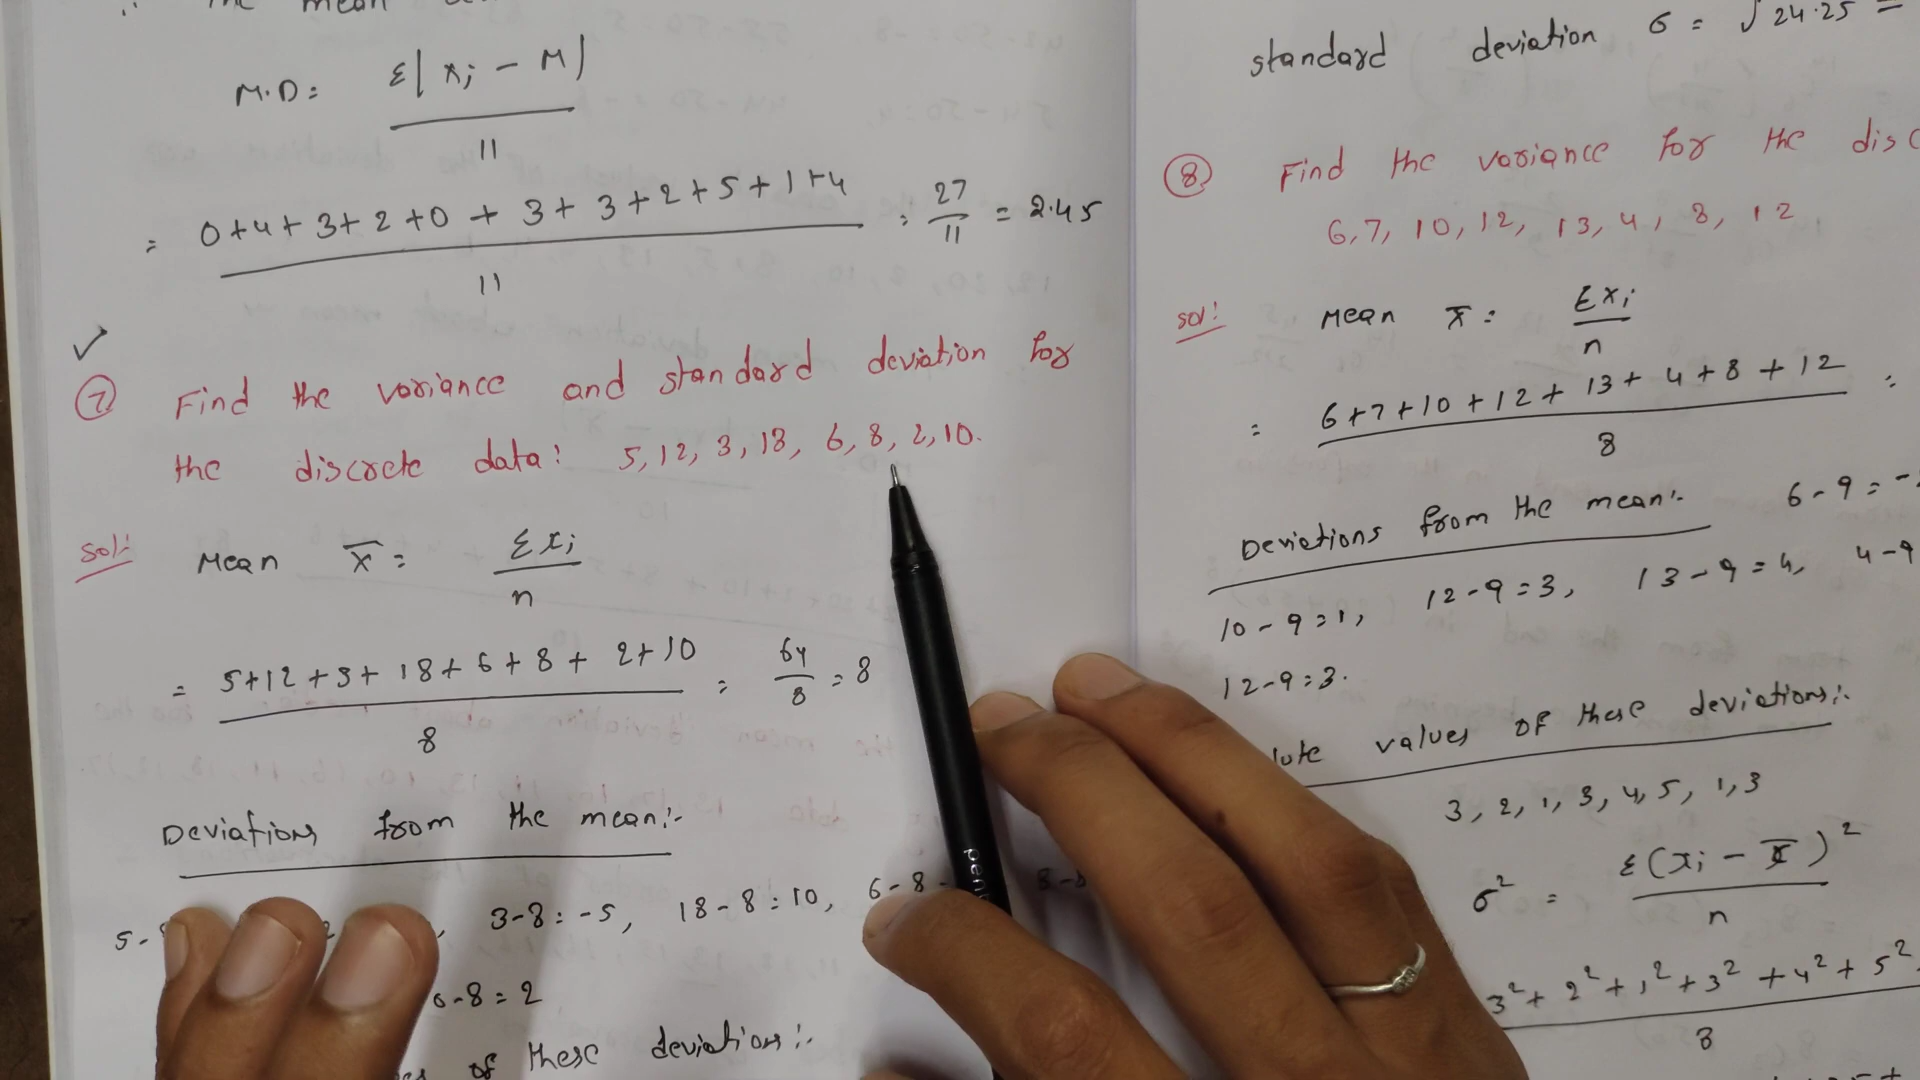 M.D = Σ|xi - M|
11
= 0+4+3+2+0+3+3+2+5+1+4 = 27/11 = 2.45
11
✓
⑦ Find the variance and standard deviation for
the discrete data: 5, 12, 3, 18, 6, 8, 2, 10.
Sol: Mean x̄ = Σxi
n
= 5+12+3+18+6+8+2+10 = 64/8 = 8
8
Deviations from the mean:-
3-8=-5, 18-8=10, 6-8
-8=2
of these deviations:-
standard deviation σ = √24.25 =
⑧ Find the variance for the
6, 7, 10, 12, 13, 4, 8, 12
Sol: Mean x̄ = Σxi
n
= 6+7+10+12+13+4+8+12 =
8
Deviations from the mean:- 6-9=-
10-9=1, 12-9=3, 13-9=4, 4-9
12-9=3.
lute values of these deviations:-
3, 2, 1, 3, 4, 5, 1, 3
σ² = Σ(xi - x̄)²
n
3²+2²+1²+3²+4²+5²
8